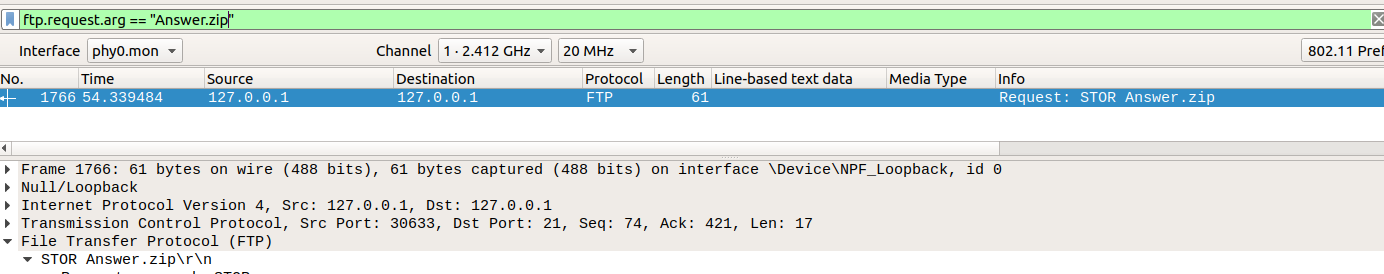 ftp.request.arg == "Answer.zip"
Interface phy0.mon Channel 1 · 2.412 GHz 20 MHz 802.11 Pref
No. Time Source Destination Protocol Length Line-based text data Media Type Info
1766 54.339484 127.0.0.1 127.0.0.1 FTP 61 Request: STOR Answer.zip
Frame 1766: 61 bytes on wire (488 bits), 61 bytes captured (488 bits) on interface \Device\NPF_Loopback, id 0
Null/Loopback
Internet Protocol Version 4, Src: 127.0.0.1, Dst: 127.0.0.1
Transmission Control Protocol, Src Port: 30633, Dst Port: 21, Seq: 74, Ack: 421, Len: 17
File Transfer Protocol (FTP)
STOR Answer.zip\r\n